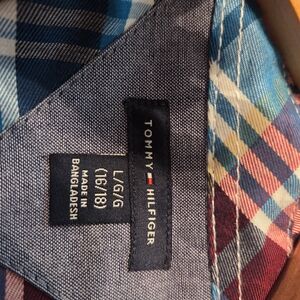 TOMMY HILFIGER
L/G/G
(16/18)
MADE IN
BANGLADESH